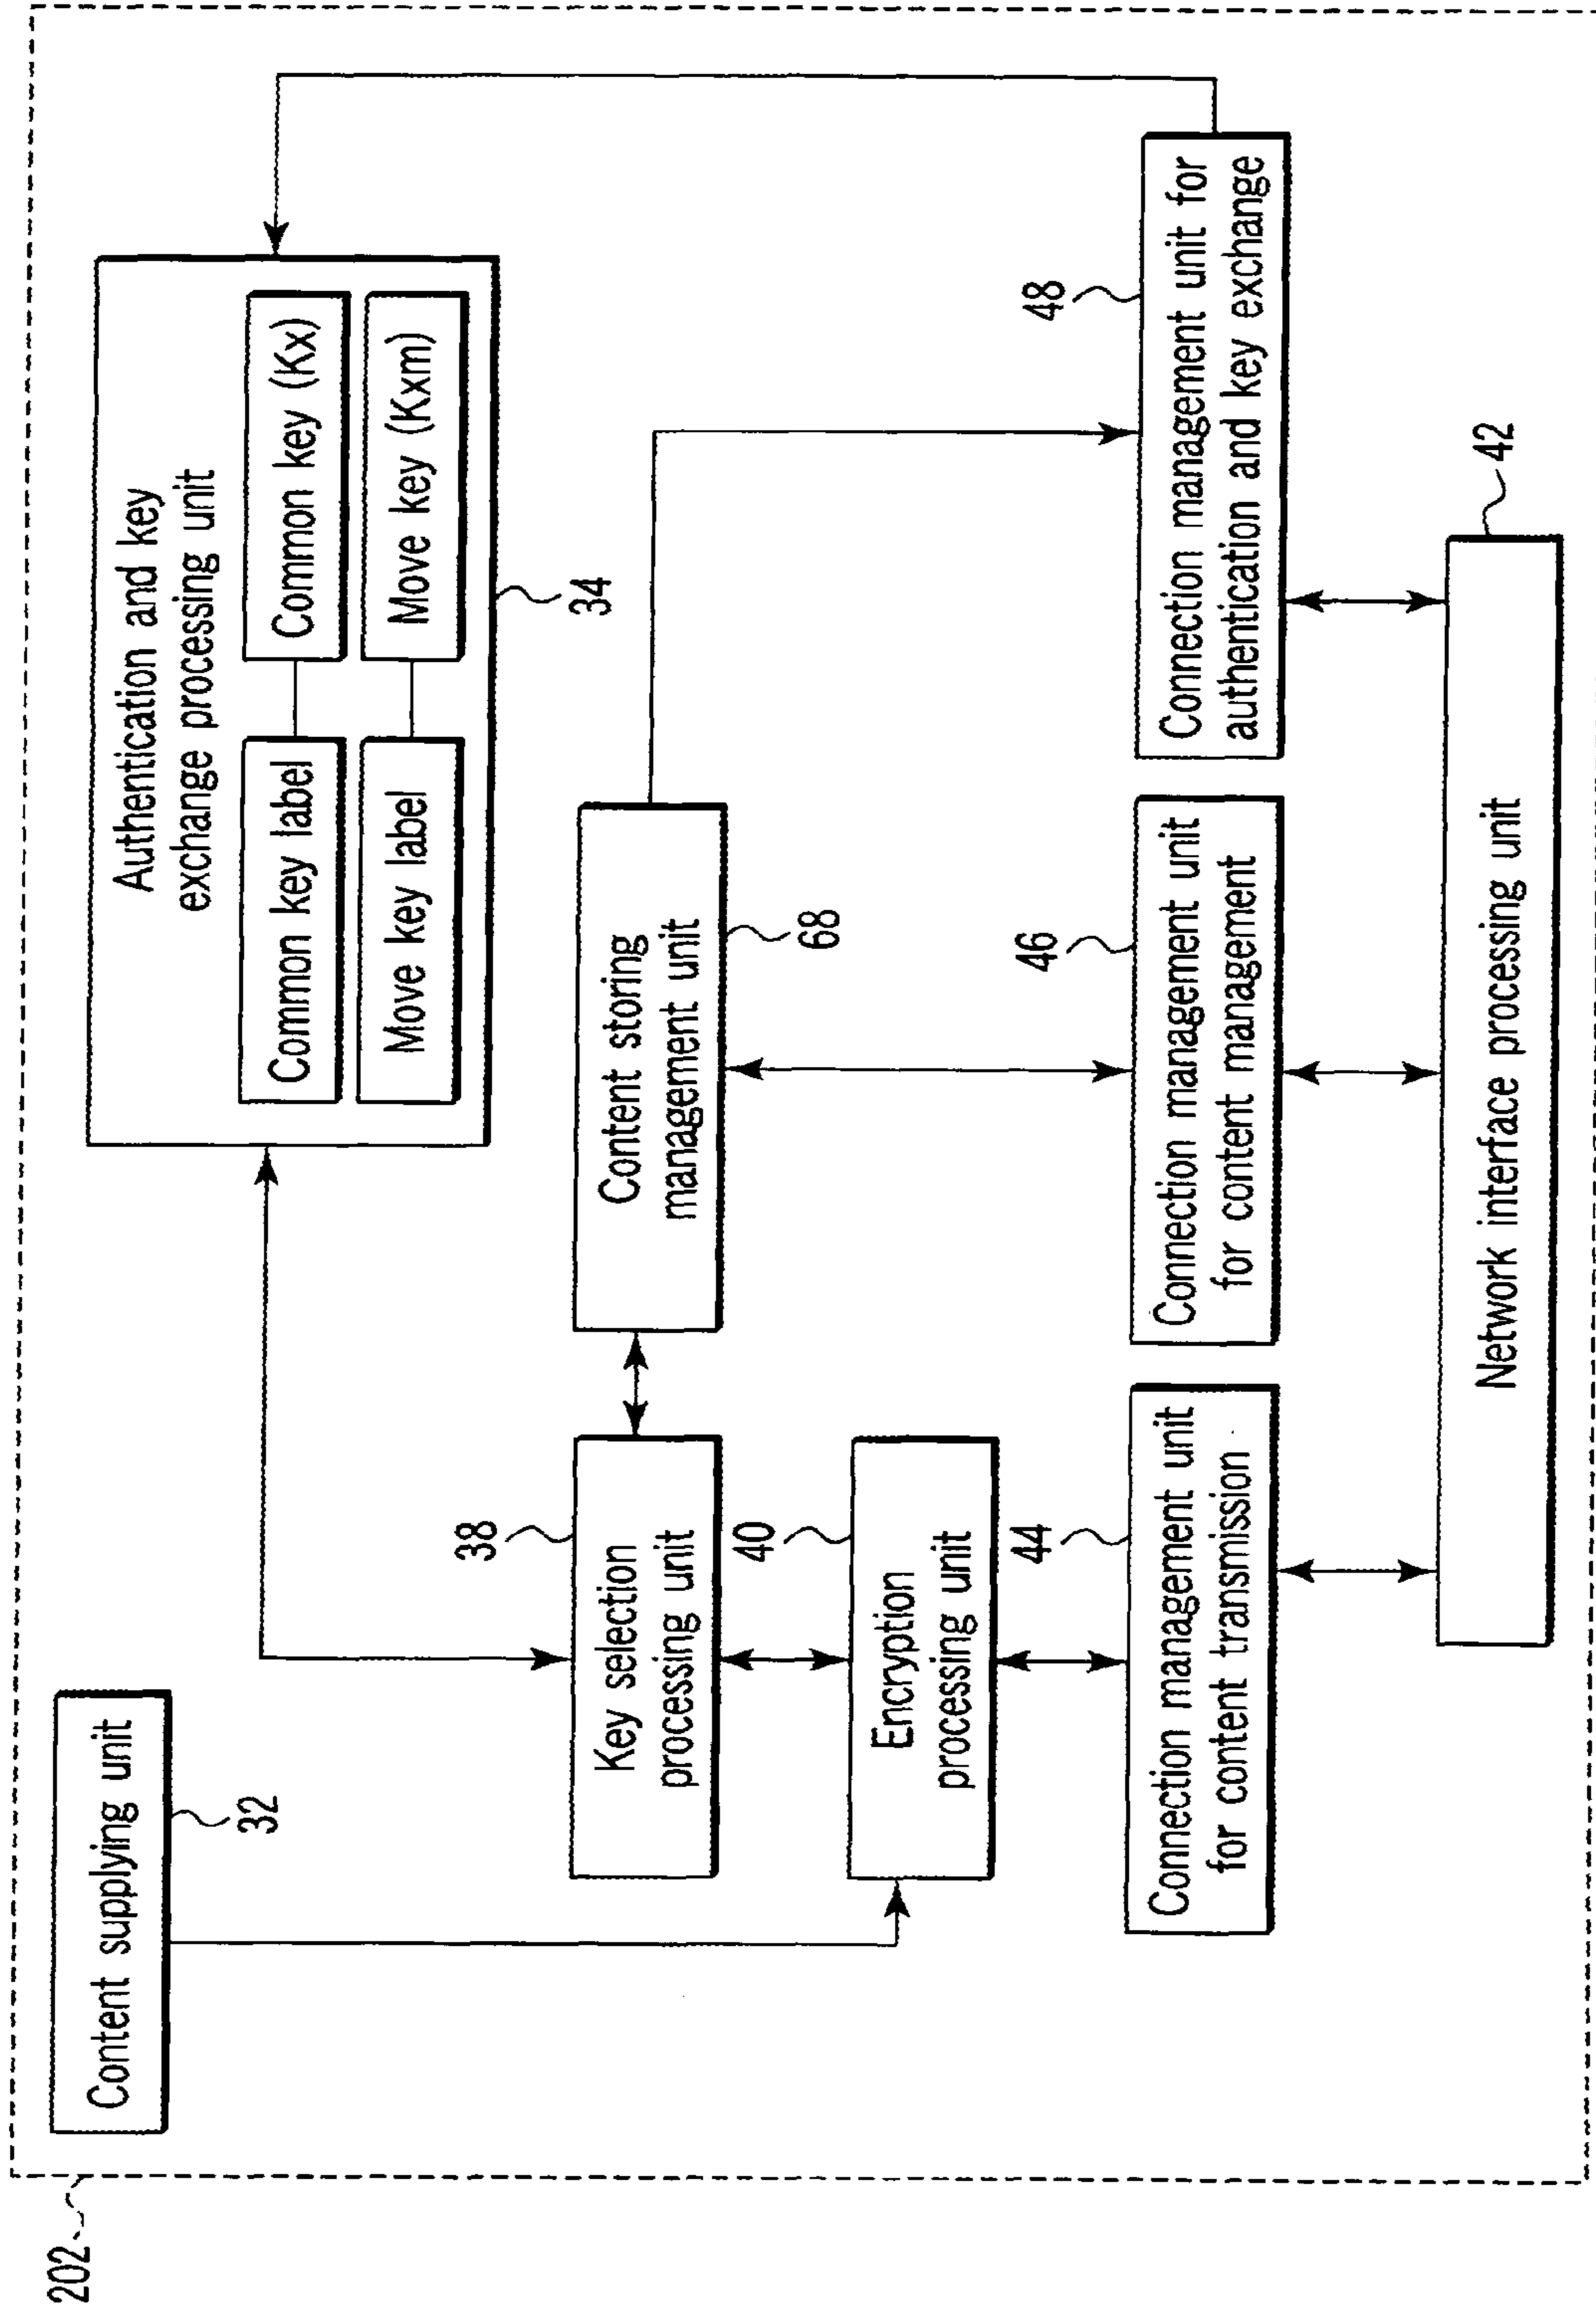 202
Content supplying unit
32
Authentication and key
exchange processing unit
Common key label
Common key (Kx)
Move key label
Move key (Kxm)
34
38
Key selection
processing unit
Content storing
management unit
68
40
Encryption
processing unit
44
Connection management unit
for content transmission
46
Connection management unit
for content management
48
Connection management unit for
authentication and key exchange
42
Network interface processing unit